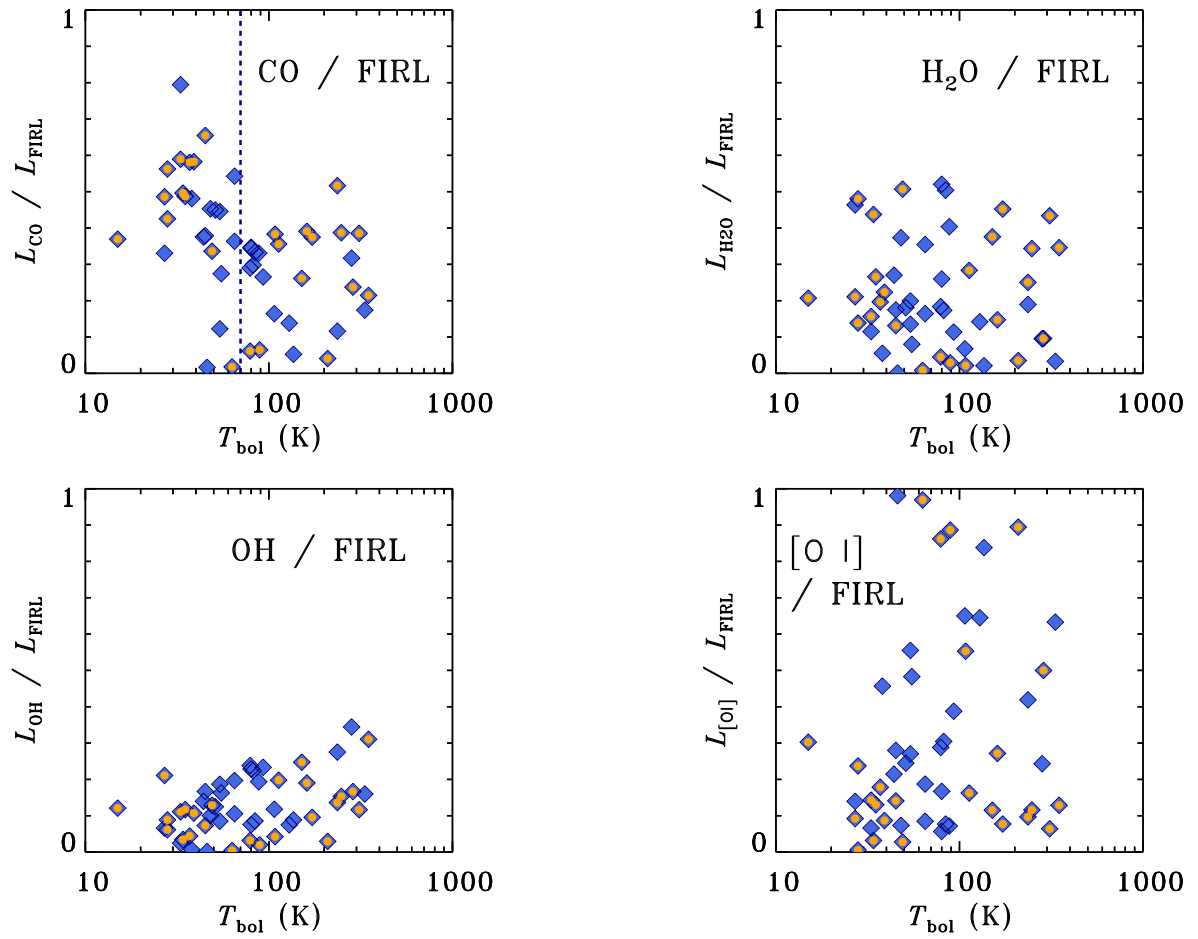 1
CO / FIRL
L_CO / L_FIRL
0
10 100 1000
T_bol (K)
1
H₂O / FIRL
L_H2O / L_FIRL
0
10 100 1000
T_bol (K)
1
OH / FIRL
L_OH / L_FIRL
0
10 100 1000
T_bol (K)
1
[O I]
/ FIRL
L_[OI] / L_FIRL
0
10 100 1000
T_bol (K)